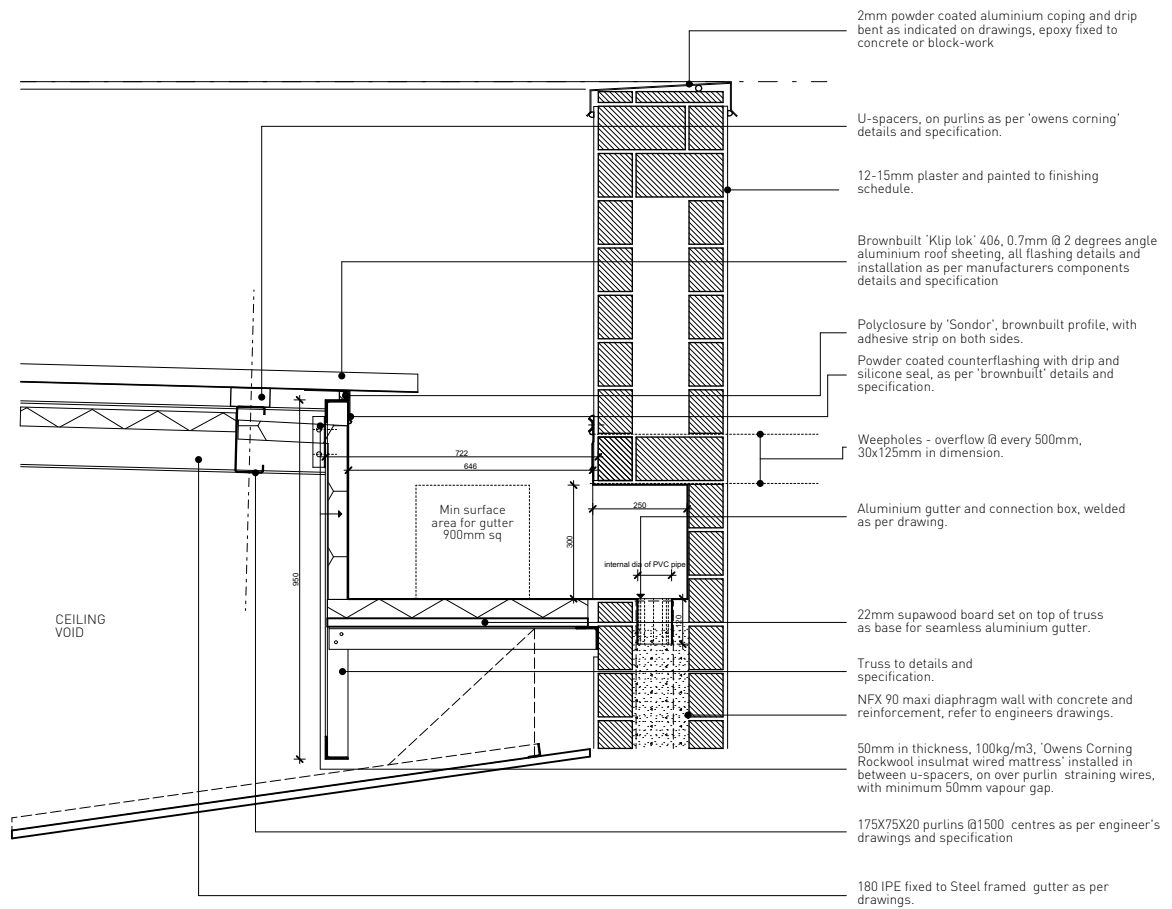 2mm powder coated aluminium coping and drip
bent as indicated on drawings, epoxy fixed to
concrete or block-work
U-spacers, on purlins as per 'owens corning'
details and specification.
12-15mm plaster and painted to finishing
schedule.
Brownbuilt 'Klip lok' 406, 0.7mm @ 2 degrees angle
aluminium roof sheeting, all flashing details and
installation as per manufacturers components
details and specification
Polyclosure by 'Sondor', brownbuilt profile, with
adhesive strip on both sides.
Powder coated counterflashing with drip and
silicone seal, as per 'brownbuilt' details and
specification.
Weepholes - overflow @ every 500mm,
30x125mm in dimension.
722
646
Min surface
area for gutter
900mm sq
300
250
internal dia of PVC pipe
120
950
Aluminium gutter and connection box, welded
as per drawing.
CEILING
VOID
22mm supawood board set on top of truss
as base for seamless aluminium gutter.
Truss to details and
specification.
NFX 90 maxi diaphragm wall with concrete and
reinforcement, refer to engineers drawings.
50mm in thickness, 100kg/m3, 'Owens Corning
Rockwool insulmat wired mattress' installed in
between u-spacers, on over purlin straining wires,
with minimum 50mm vapour gap.
175X75X20 purlins @1500 centres as per engineer's
drawings and specification
180 IPE fixed to Steel framed gutter as per
drawings.